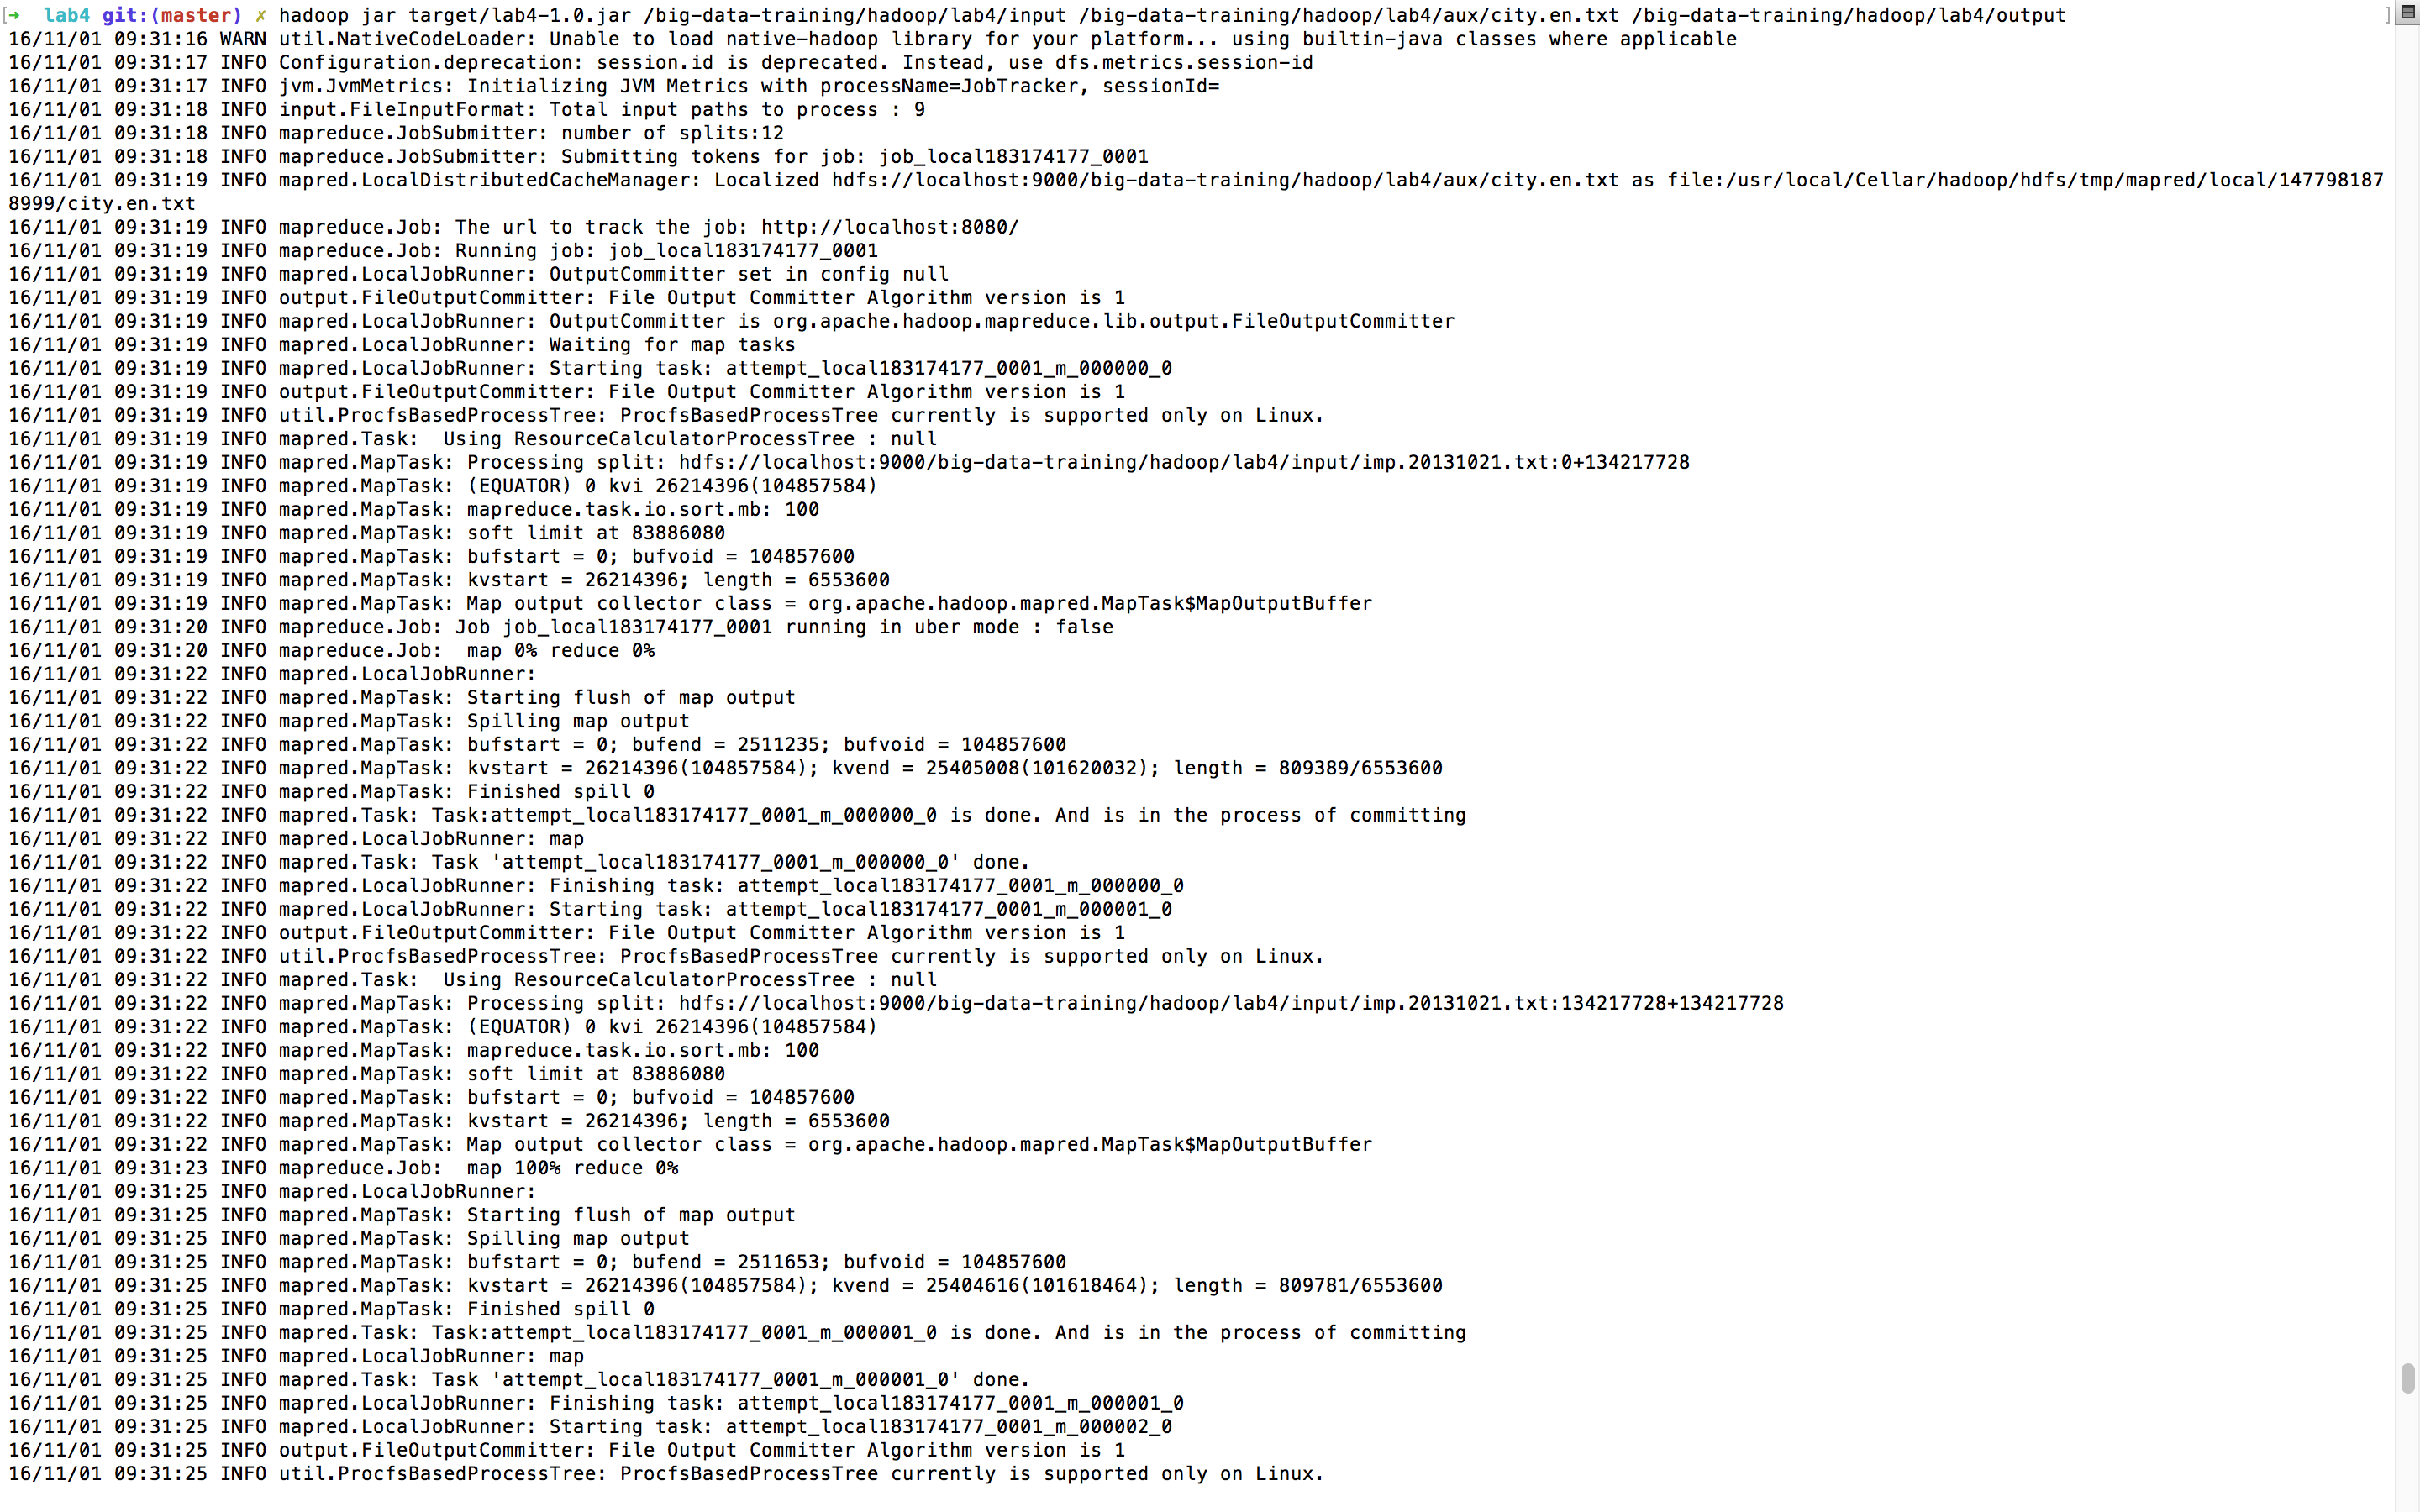 [➜  lab4 git:(master) ✗ hadoop jar target/lab4-1.0.jar /big-data-training/hadoop/lab4/input /big-data-training/hadoop/lab4/aux/city.en.txt /big-data-training/hadoop/lab4/output ]
16/11/01 09:31:16 WARN util.NativeCodeLoader: Unable to load native-hadoop library for your platform... using builtin-java classes where applicable
16/11/01 09:31:17 INFO Configuration.deprecation: session.id is deprecated. Instead, use dfs.metrics.session-id
16/11/01 09:31:17 INFO jvm.JvmMetrics: Initializing JVM Metrics with processName=JobTracker, sessionId=
16/11/01 09:31:18 INFO input.FileInputFormat: Total input paths to process : 9
16/11/01 09:31:18 INFO mapreduce.JobSubmitter: number of splits:12
16/11/01 09:31:18 INFO mapreduce.JobSubmitter: Submitting tokens for job: job_local183174177_0001
16/11/01 09:31:19 INFO mapred.LocalDistributedCacheManager: Localized hdfs://localhost:9000/big-data-training/hadoop/lab4/aux/city.en.txt as file:/usr/local/Cellar/hadoop/hdfs/tmp/mapred/local/147798187
8999/city.en.txt
16/11/01 09:31:19 INFO mapreduce.Job: The url to track the job: http://localhost:8080/
16/11/01 09:31:19 INFO mapreduce.Job: Running job: job_local183174177_0001
16/11/01 09:31:19 INFO mapred.LocalJobRunner: OutputCommitter set in config null
16/11/01 09:31:19 INFO output.FileOutputCommitter: File Output Committer Algorithm version is 1
16/11/01 09:31:19 INFO mapred.LocalJobRunner: OutputCommitter is org.apache.hadoop.mapreduce.lib.output.FileOutputCommitter
16/11/01 09:31:19 INFO mapred.LocalJobRunner: Waiting for map tasks
16/11/01 09:31:19 INFO mapred.LocalJobRunner: Starting task: attempt_local183174177_0001_m_000000_0
16/11/01 09:31:19 INFO output.FileOutputCommitter: File Output Committer Algorithm version is 1
16/11/01 09:31:19 INFO util.ProcfsBasedProcessTree: ProcfsBasedProcessTree currently is supported only on Linux.
16/11/01 09:31:19 INFO mapred.Task:  Using ResourceCalculatorProcessTree : null
16/11/01 09:31:19 INFO mapred.MapTask: Processing split: hdfs://localhost:9000/big-data-training/hadoop/lab4/input/imp.20131021.txt:0+134217728
16/11/01 09:31:19 INFO mapred.MapTask: (EQUATOR) 0 kvi 26214396(104857584)
16/11/01 09:31:19 INFO mapred.MapTask: mapreduce.task.io.sort.mb: 100
16/11/01 09:31:19 INFO mapred.MapTask: soft limit at 83886080
16/11/01 09:31:19 INFO mapred.MapTask: bufstart = 0; bufvoid = 104857600
16/11/01 09:31:19 INFO mapred.MapTask: kvstart = 26214396; length = 6553600
16/11/01 09:31:19 INFO mapred.MapTask: Map output collector class = org.apache.hadoop.mapred.MapTask$MapOutputBuffer
16/11/01 09:31:20 INFO mapreduce.Job: Job job_local183174177_0001 running in uber mode : false
16/11/01 09:31:20 INFO mapreduce.Job:  map 0% reduce 0%
16/11/01 09:31:22 INFO mapred.LocalJobRunner:
16/11/01 09:31:22 INFO mapred.MapTask: Starting flush of map output
16/11/01 09:31:22 INFO mapred.MapTask: Spilling map output
16/11/01 09:31:22 INFO mapred.MapTask: bufstart = 0; bufend = 2511235; bufvoid = 104857600
16/11/01 09:31:22 INFO mapred.MapTask: kvstart = 26214396(104857584); kvend = 25405008(101620032); length = 809389/6553600
16/11/01 09:31:22 INFO mapred.MapTask: Finished spill 0
16/11/01 09:31:22 INFO mapred.Task: Task:attempt_local183174177_0001_m_000000_0 is done. And is in the process of committing
16/11/01 09:31:22 INFO mapred.LocalJobRunner: map
16/11/01 09:31:22 INFO mapred.Task: Task 'attempt_local183174177_0001_m_000000_0' done.
16/11/01 09:31:22 INFO mapred.LocalJobRunner: Finishing task: attempt_local183174177_0001_m_000000_0
16/11/01 09:31:22 INFO mapred.LocalJobRunner: Starting task: attempt_local183174177_0001_m_000001_0
16/11/01 09:31:22 INFO output.FileOutputCommitter: File Output Committer Algorithm version is 1
16/11/01 09:31:22 INFO util.ProcfsBasedProcessTree: ProcfsBasedProcessTree currently is supported only on Linux.
16/11/01 09:31:22 INFO mapred.Task:  Using ResourceCalculatorProcessTree : null
16/11/01 09:31:22 INFO mapred.MapTask: Processing split: hdfs://localhost:9000/big-data-training/hadoop/lab4/input/imp.20131021.txt:134217728+134217728
16/11/01 09:31:22 INFO mapred.MapTask: (EQUATOR) 0 kvi 26214396(104857584)
16/11/01 09:31:22 INFO mapred.MapTask: mapreduce.task.io.sort.mb: 100
16/11/01 09:31:22 INFO mapred.MapTask: soft limit at 83886080
16/11/01 09:31:22 INFO mapred.MapTask: bufstart = 0; bufvoid = 104857600
16/11/01 09:31:22 INFO mapred.MapTask: kvstart = 26214396; length = 6553600
16/11/01 09:31:22 INFO mapred.MapTask: Map output collector class = org.apache.hadoop.mapred.MapTask$MapOutputBuffer
16/11/01 09:31:23 INFO mapreduce.Job:  map 100% reduce 0%
16/11/01 09:31:25 INFO mapred.LocalJobRunner:
16/11/01 09:31:25 INFO mapred.MapTask: Starting flush of map output
16/11/01 09:31:25 INFO mapred.MapTask: Spilling map output
16/11/01 09:31:25 INFO mapred.MapTask: bufstart = 0; bufend = 2511653; bufvoid = 104857600
16/11/01 09:31:25 INFO mapred.MapTask: kvstart = 26214396(104857584); kvend = 25404616(101618464); length = 809781/6553600
16/11/01 09:31:25 INFO mapred.MapTask: Finished spill 0
16/11/01 09:31:25 INFO mapred.Task: Task:attempt_local183174177_0001_m_000001_0 is done. And is in the process of committing
16/11/01 09:31:25 INFO mapred.LocalJobRunner: map
16/11/01 09:31:25 INFO mapred.Task: Task 'attempt_local183174177_0001_m_000001_0' done.
16/11/01 09:31:25 INFO mapred.LocalJobRunner: Finishing task: attempt_local183174177_0001_m_000001_0
16/11/01 09:31:25 INFO mapred.LocalJobRunner: Starting task: attempt_local183174177_0001_m_000002_0
16/11/01 09:31:25 INFO output.FileOutputCommitter: File Output Committer Algorithm version is 1
16/11/01 09:31:25 INFO util.ProcfsBasedProcessTree: ProcfsBasedProcessTree currently is supported only on Linux.